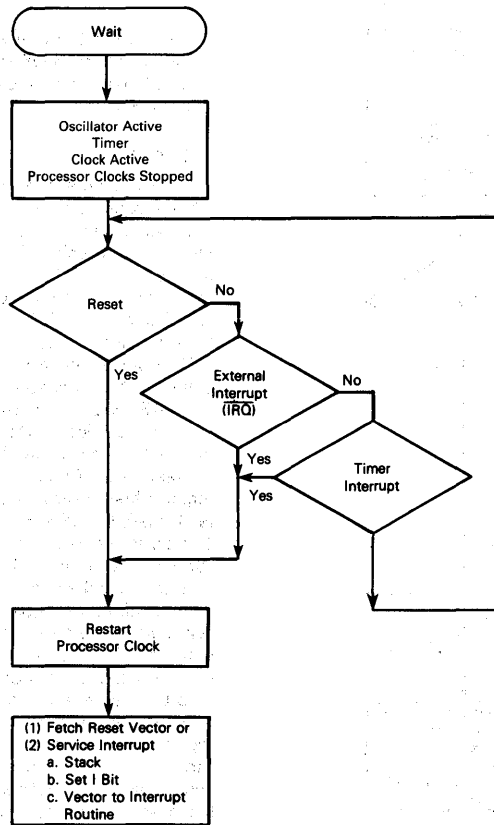 Wait
Oscillator Active
Timer
Clock Active
Processor Clocks Stopped
Reset
No
Yes
External
Interrupt
(IRQ)
No
Yes
Timer
Interrupt
Yes
Restart
Processor Clock
(1) Fetch Reset Vector or
(2) Service Interrupt
a. Stack
b. Set I Bit
c. Vector to Interrupt
Routine